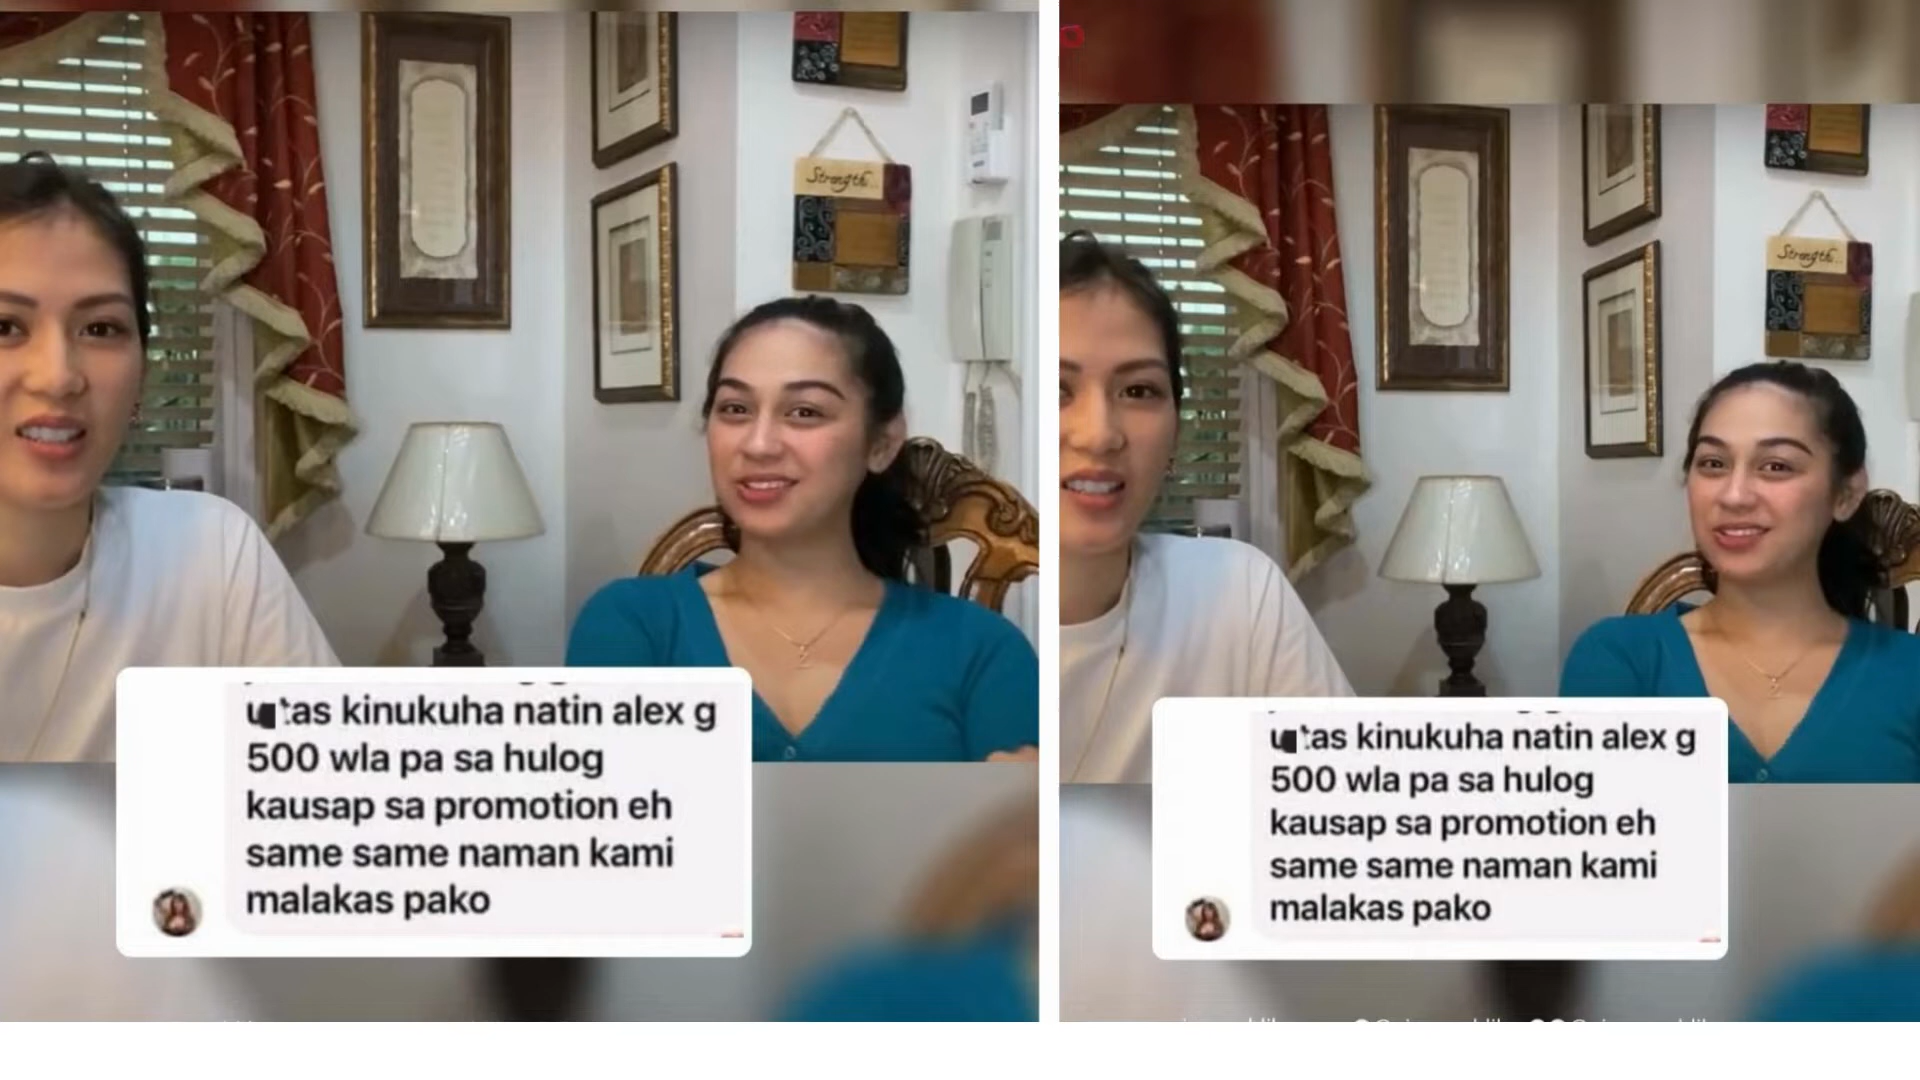 Strength..
utas kinukuha natin alex g
500 wla pa sa hulog
kausap sa promotion eh
same same naman kami
malakas pako
Strength..
utas kinukuha natin alex g
500 wla pa sa hulog
kausap sa promotion eh
same same naman kami
malakas pako